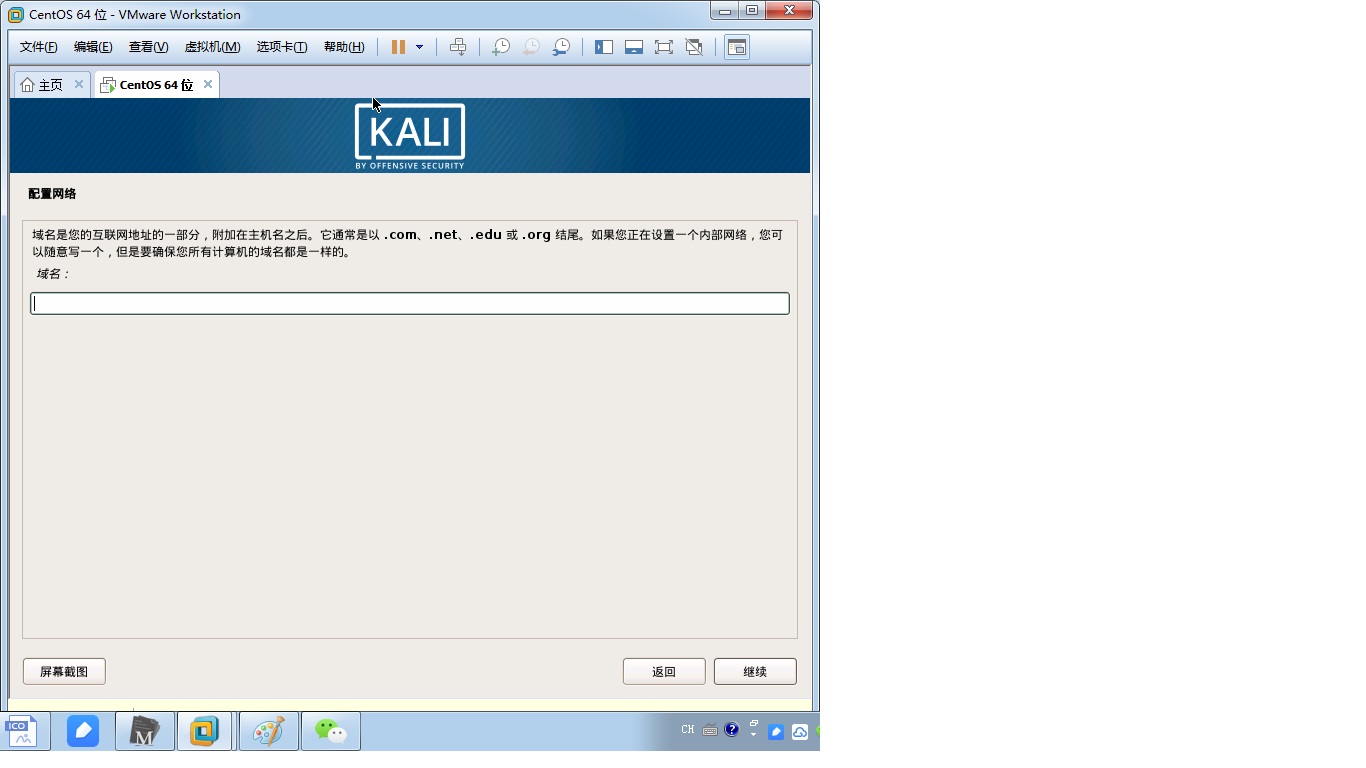 CentOS 64 位 - VMware Workstation
文件(F) 编辑(E) 查看(V) 虚拟机(M) 选项卡(T) 帮助(H)
主页 CentOS 64 位
KALI
BY OFFENSIVE SECURITY
配置网络
域名是您的互联网地址的一部分，附加在主机名之后。它通常是以 .com、.net、.edu 或 .org 结尾。如果您正在设置一个内部网络，您可
以随意写一个，但是要确保您所有计算机的域名都是一样的。
域名：
屏幕截图 返回 继续
ICO M CH ?